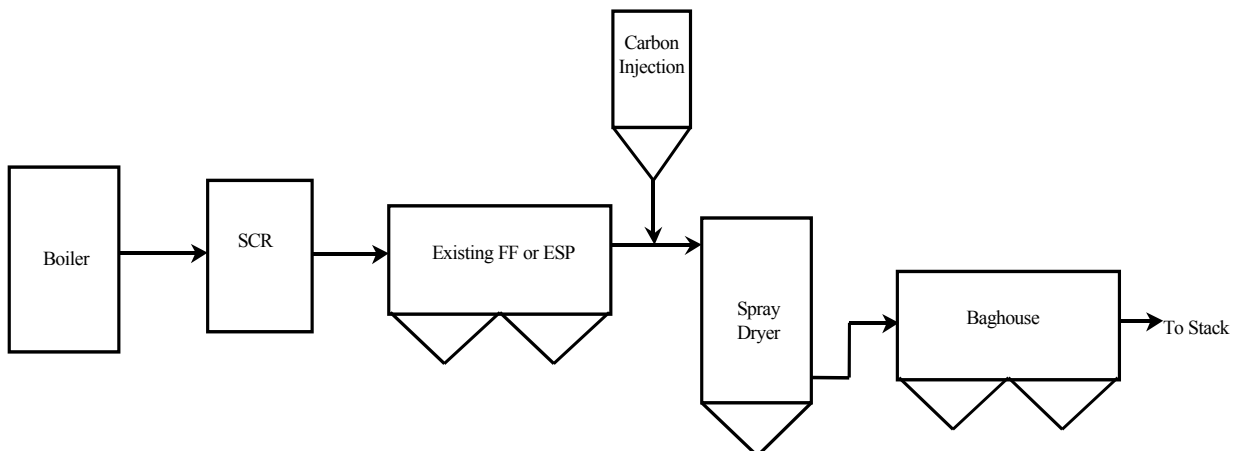 Carbon
Injection
Boiler
SCR
Existing FF or ESP
Spray
Dryer
Baghouse
To Stack